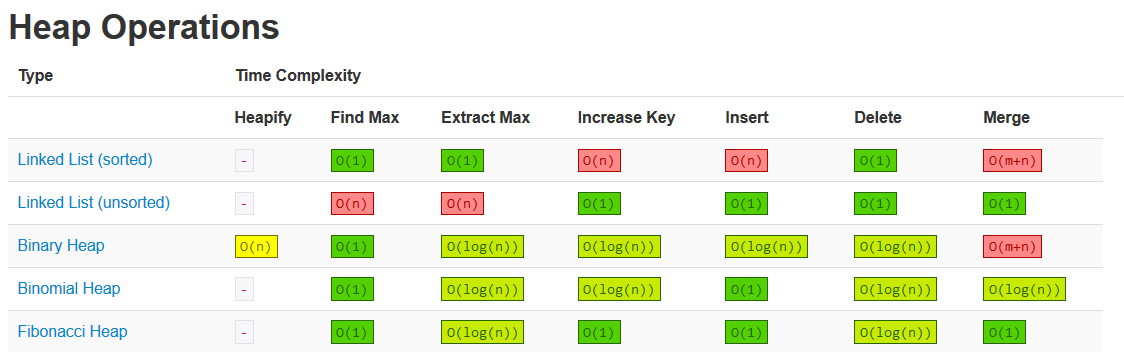 Heap Operations
Type Time Complexity
Heapify Find Max Extract Max Increase Key Insert Delete Merge
Linked List (sorted) - O(1) O(1) O(n) O(n) O(1) O(m+n)
Linked List (unsorted) - O(n) O(n) O(1) O(1) O(1) O(1)
Binary Heap O(n) O(1) O(log(n)) O(log(n)) O(log(n)) O(log(n)) O(m+n)
Binomial Heap - O(1) O(log(n)) O(log(n)) O(1) O(log(n)) O(log(n))
Fibonacci Heap - O(1) O(log(n)) O(1) O(1) O(log(n)) O(1)